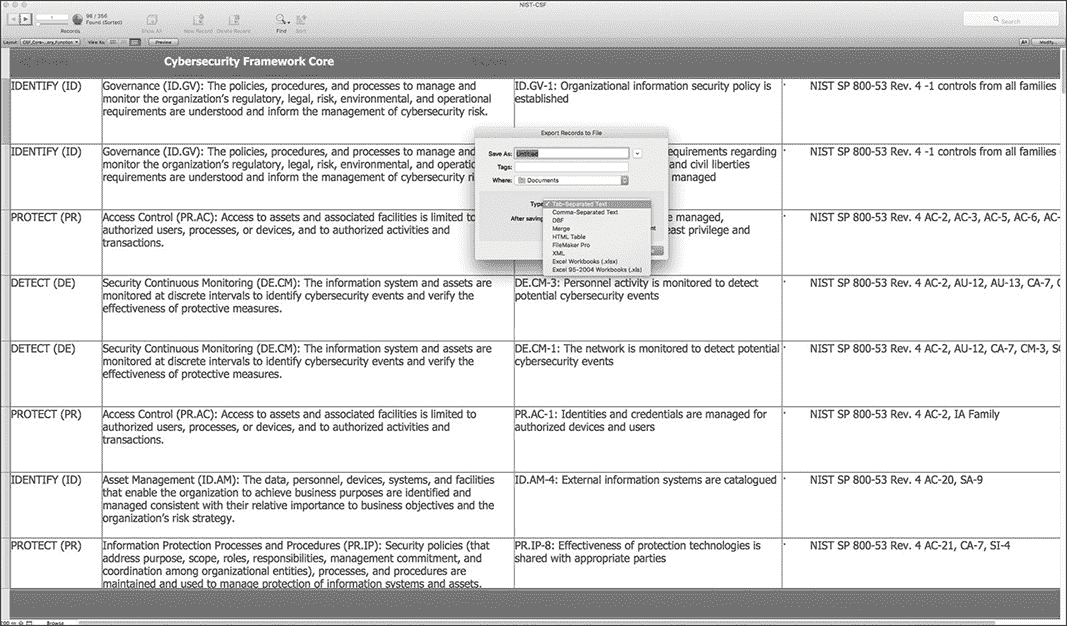 NIST-CSF
96 / 356
Found (Sorted)
Records
Show All
New Record
Delete Record
Find
Sort
Search
Layout:
View As:
Preview
Cybersecurity Framework Core
IDENTIFY (ID)
Governance (ID.GV): The policies, procedures, and processes to manage and
monitor the organization's regulatory, legal, risk, environmental, and operational
requirements are understood and inform the management of cybersecurity risk.
ID.GV-1: Organizational information security policy is
established
NIST SP 800-53 Rev. 4 -1 controls from all families
IDENTIFY (ID)
Governance (ID.GV): The policies, procedures, and processes to manage and
monitor the organization's regulatory, legal, risk, environmental, and operatio
requirements are understood and inform the management of cybersecurity ri
requirements regarding
and civil liberties
managed
NIST SP 800-53 Rev. 4 -1 controls from all families
Export Records to File
Save As: Untitled
Tags:
Where: Documents
Type
After saving
Tab-Separated Text
Comma-Separated Text
DBF
Merge
HTML Table
FileMaker Pro
XML
Excel Workbooks (.xlsx)
Excel 95-2004 Workbooks (.xls)
PROTECT (PR)
Access Control (PR.AC): Access to assets and associated facilities is limited to
authorized users, processes, or devices, and to authorized activities and
transactions.
e managed,
east privilege and
NIST SP 800-53 Rev. 4 AC-2, AC-3, AC-5, AC-6, AC-
DETECT (DE)
Security Continuous Monitoring (DE.CM): The information system and assets are
monitored at discrete intervals to identify cybersecurity events and verify the
effectiveness of protective measures.
DE.CM-3: Personnel activity is monitored to detect
potential cybersecurity events
NIST SP 800-53 Rev. 4 AC-2, AU-12, AU-13, CA-7, C
DETECT (DE)
Security Continuous Monitoring (DE.CM): The information system and assets are
monitored at discrete intervals to identify cybersecurity events and verify the
effectiveness of protective measures.
DE.CM-1: The network is monitored to detect potential
cybersecurity events
NIST SP 800-53 Rev. 4 AC-2, AU-12, CA-7, CM-3, S
PROTECT (PR)
Access Control (PR.AC): Access to assets and associated facilities is limited to
authorized users, processes, or devices, and to authorized activities and
transactions.
PR.AC-1: Identities and credentials are managed for
authorized devices and users
NIST SP 800-53 Rev. 4 AC-2, IA Family
IDENTIFY (ID)
Asset Management (ID.AM): The data, personnel, devices, systems, and facilities
that enable the organization to achieve business purposes are identified and
managed consistent with their relative importance to business objectives and the
organization's risk strategy.
ID.AM-4: External information systems are catalogued
NIST SP 800-53 Rev. 4 AC-20, SA-9
PROTECT (PR)
Information Protection Processes and Procedures (PR.IP): Security policies (that
address purpose, scope, roles, responsibilities, management commitment, and
coordination among organizational entities), processes, and procedures are
maintained and used to manage protection of information systems and assets.
PR.IP-8: Effectiveness of protection technologies is
shared with appropriate parties
NIST SP 800-53 Rev. 4 AC-21, CA-7, SI-4
Browse